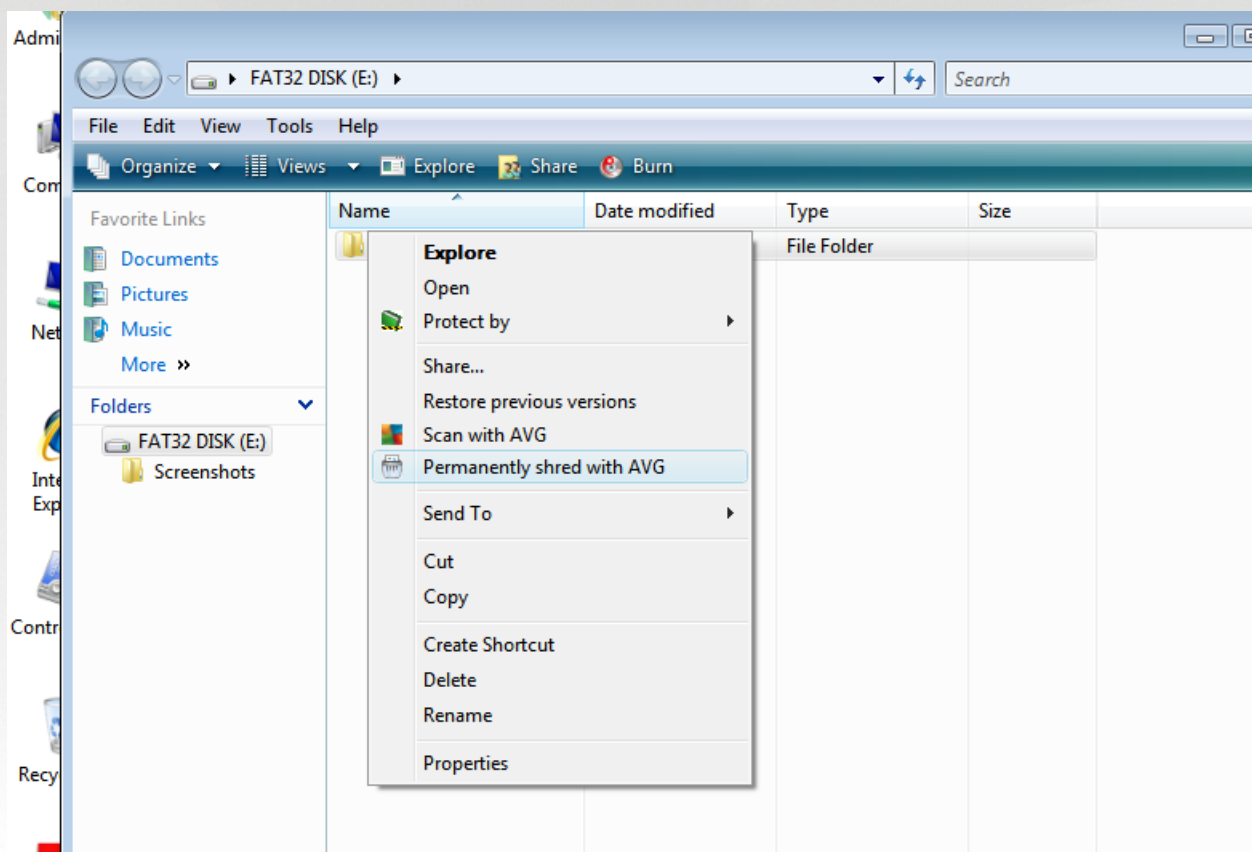 Admi
FAT32 DISK (E:)
Search
File Edit View Tools Help
Organize Views Explore Share Burn
Com
Favorite Links
Name Date modified Type Size
Documents
Explore
File Folder
Open
Pictures
Protect by
Music
Net
More »
Share...
Folders
Restore previous versions
FAT32 DISK (E:)
Scan with AVG
Screenshots
Permanently shred with AVG
Inte
Exp
Send To
Cut
Copy
Contr
Create Shortcut
Delete
Rename
Properties
Recy